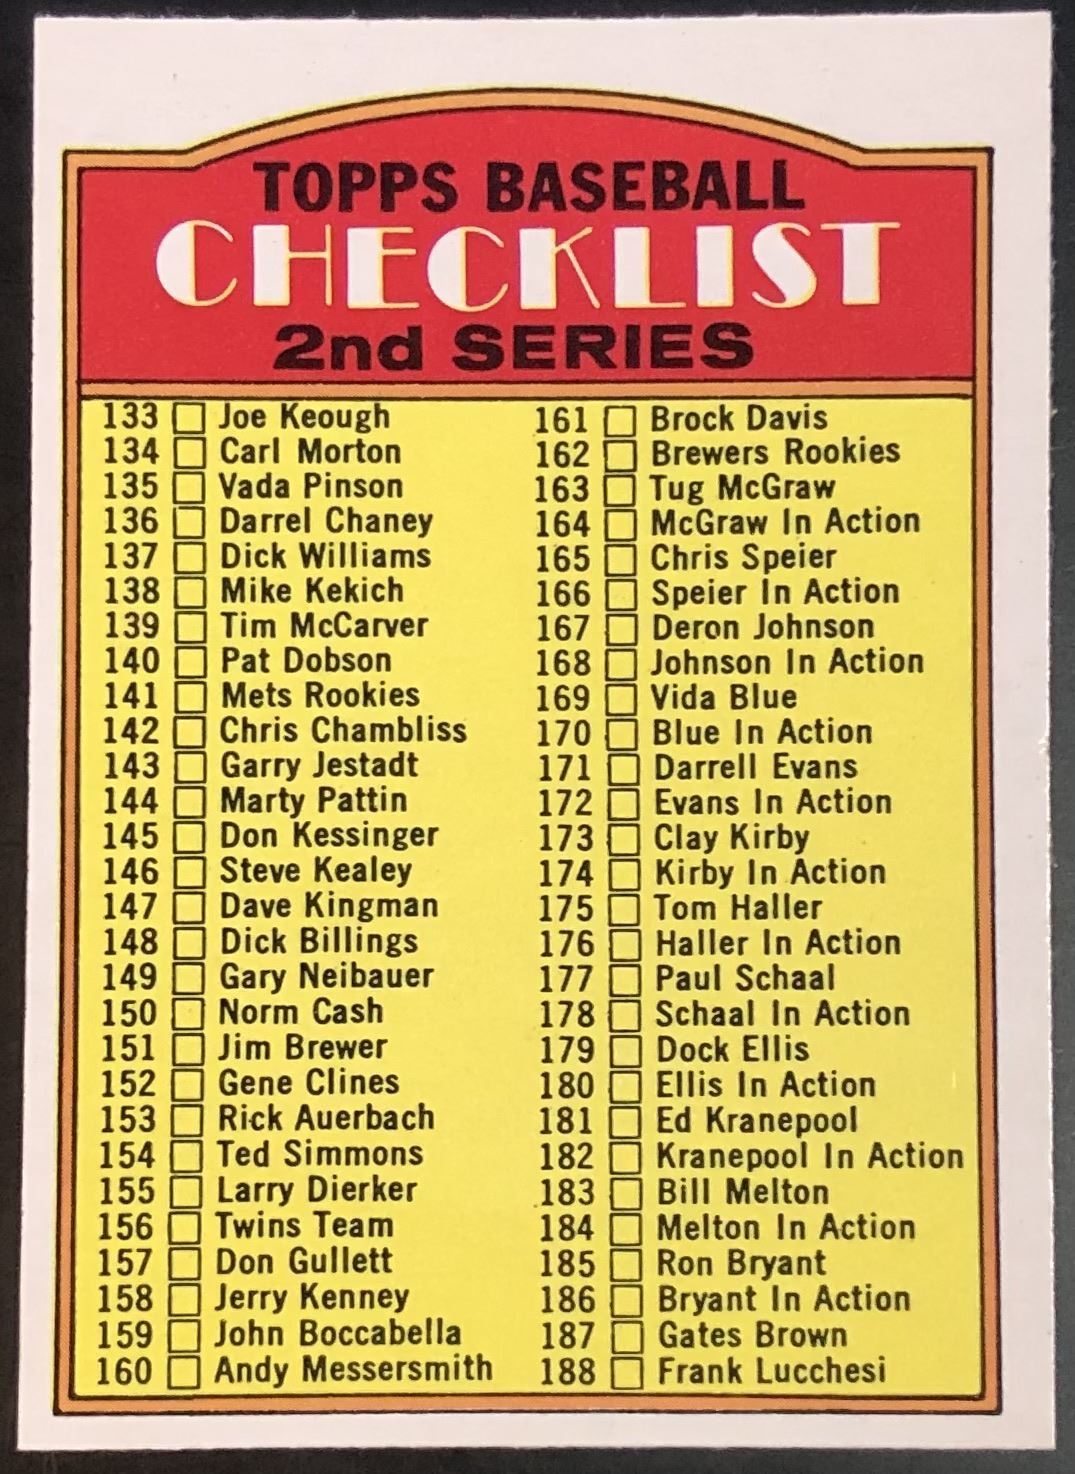 TOPPS BASEBALL
CHECKLIST
2nd SERIES
133 Joe Keough
134 Carl Morton
135 Vada Pinson
136 Darrel Chaney
137 Dick Williams
138 Mike Kekich
139 Tim McCarver
140 Pat Dobson
141 Mets Rookies
142 Chris Chambliss
143 Garry Jestadt
144 Marty Pattin
145 Don Kessinger
146 Steve Kealey
147 Dave Kingman
148 Dick Billings
149 Gary Neibauer
150 Norm Cash
151 Jim Brewer
152 Gene Clines
153 Rick Auerbach
154 Ted Simmons
155 Larry Dierker
156 Twins Team
157 Don Gullett
158 Jerry Kenney
159 John Boccabella
160 Andy Messersmith
161 Brock Davis
162 Brewers Rookies
163 Tug McGraw
164 McGraw In Action
165 Chris Speier
166 Speier In Action
167 Deron Johnson
168 Johnson In Action
169 Vida Blue
170 Blue In Action
171 Darrell Evans
172 Evans In Action
173 Clay Kirby
174 Kirby In Action
175 Tom Haller
176 Haller In Action
177 Paul Schaal
178 Schaal In Action
179 Dock Ellis
180 Ellis In Action
181 Ed Kranepool
182 Kranepool In Action
183 Bill Melton
184 Melton In Action
185 Ron Bryant
186 Bryant In Action
187 Gates Brown
188 Frank Lucchesi